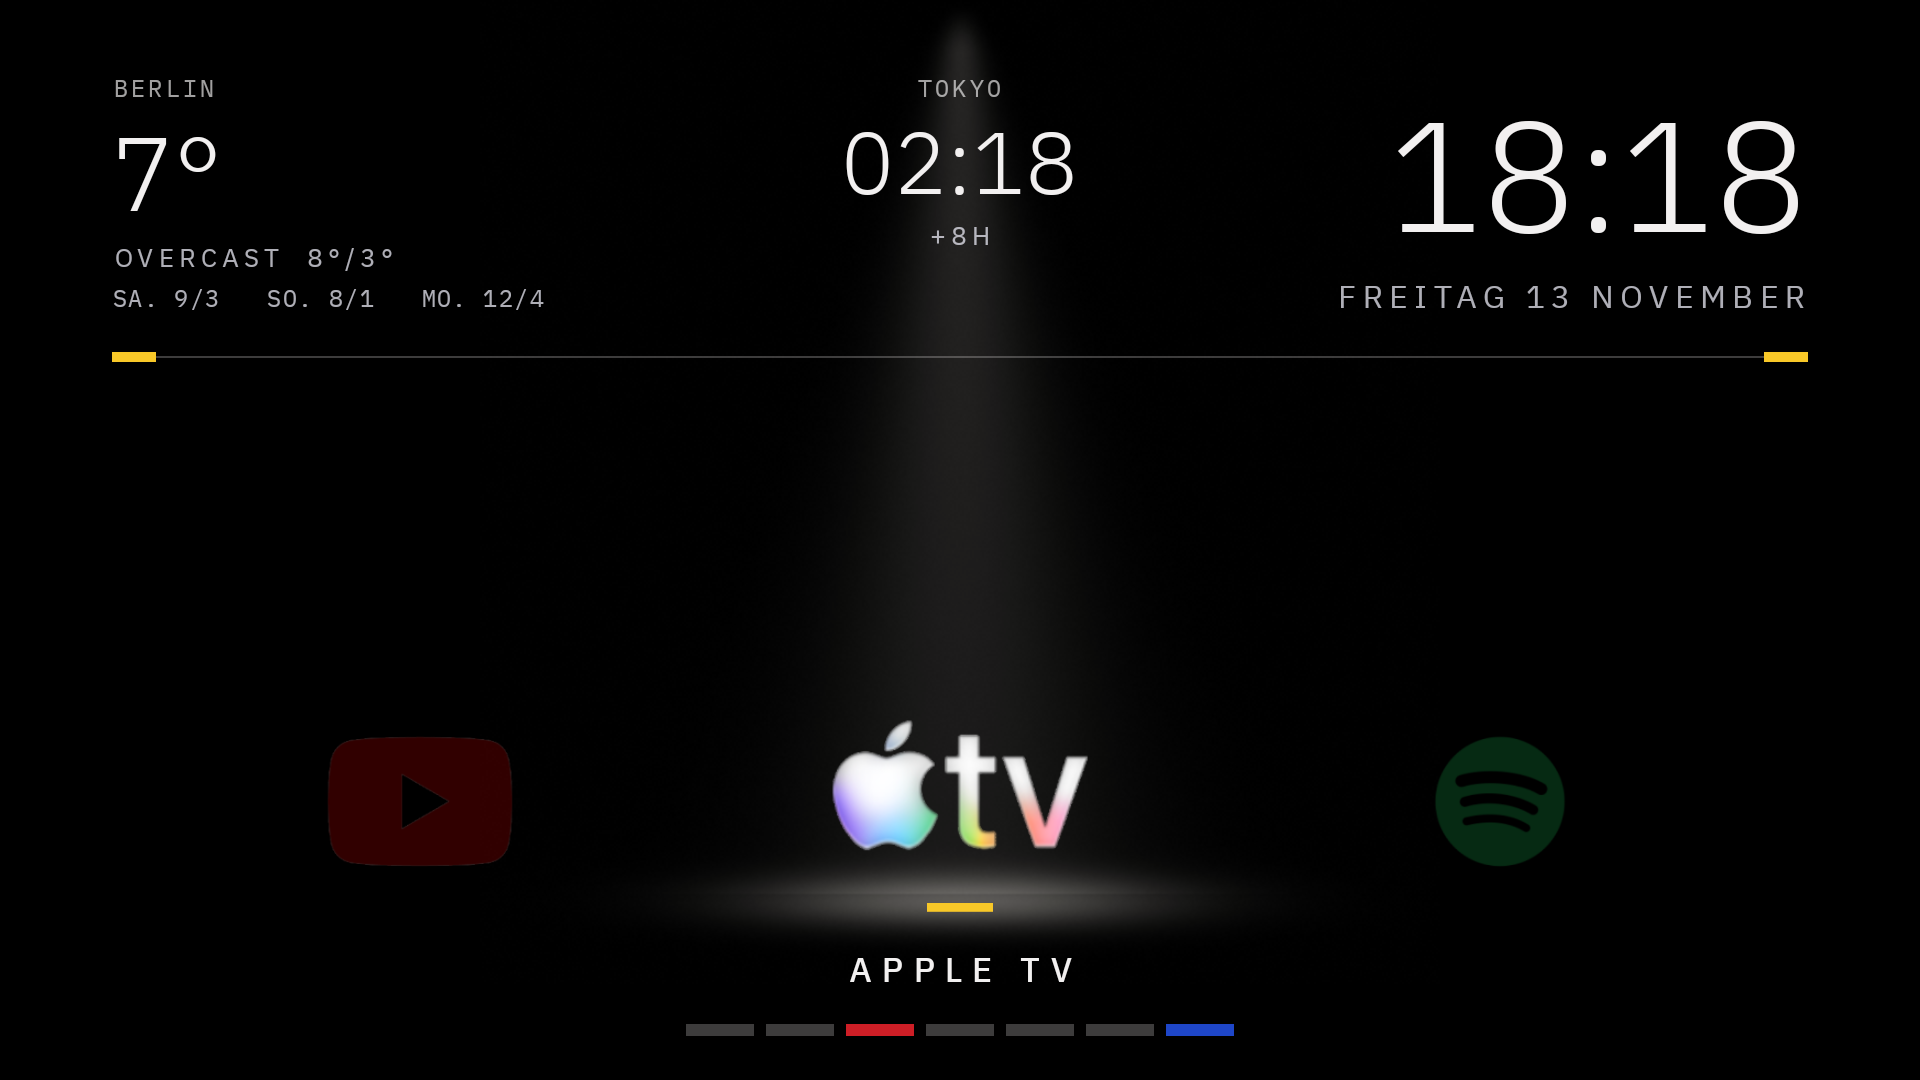 BERLIN
7°
OVERCAST 8°/3°
SA. 9/3 SO. 8/1 MO. 12/4
TOKYO
02:18
+8H
18:18
FREITAG 13 NOVEMBER
tv
APPLE TV